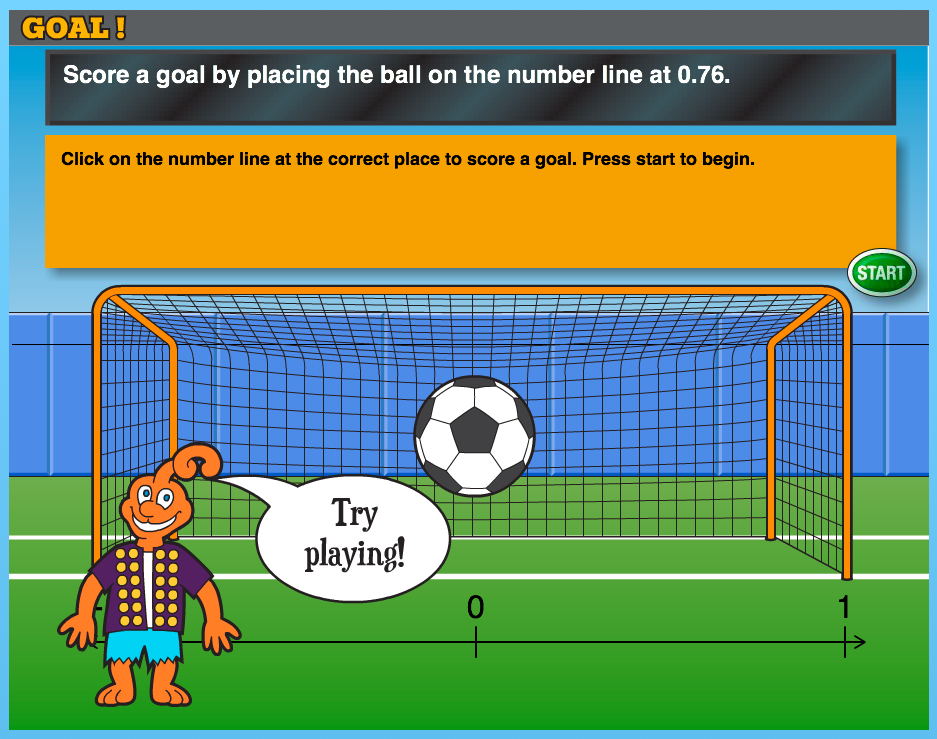 GOAL !
Score a goal by placing the ball on the number line at 0.76.
Click on the number line at the correct place to score a goal. Press start to begin.
START
Try
playing!
0 1